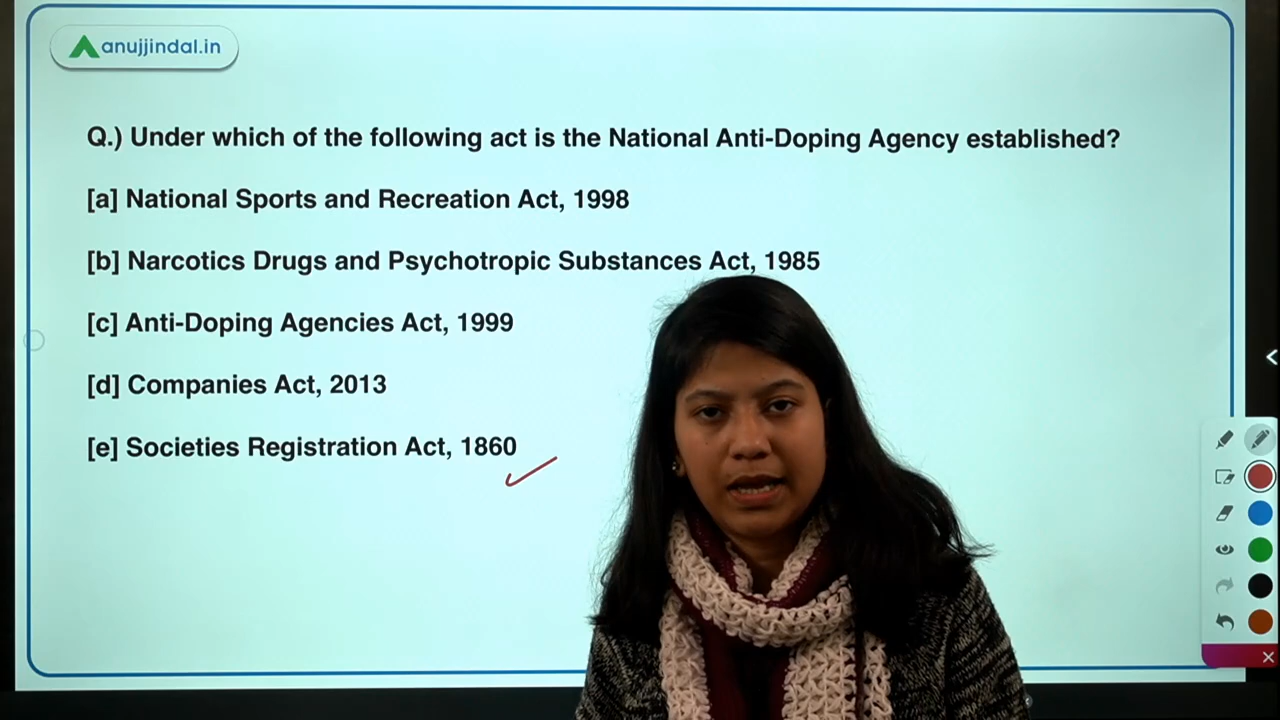 anujjindal.in
Q.) Under which of the following act is the National Anti-Doping Agency established?
[a] National Sports and Recreation Act, 1998
[b] Narcotics Drugs and Psychotropic Substances Act, 1985
[c] Anti-Doping Agencies Act, 1999
[d] Companies Act, 2013
[e] Societies Registration Act, 1860